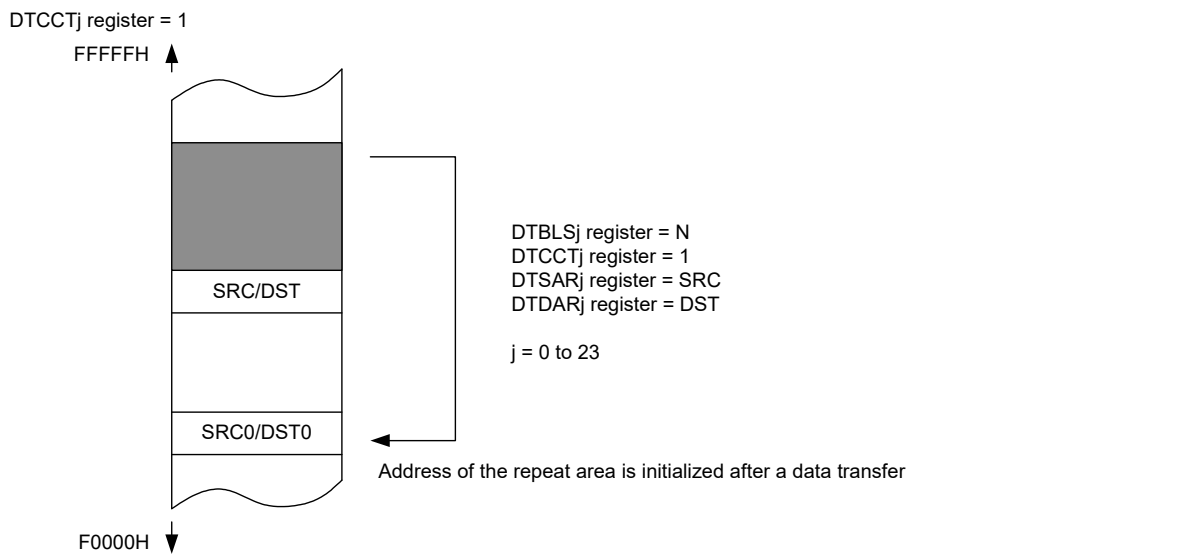 DTCCTj register = 1
FFFFFH
DTBLSj register = N
DTCCTj register = 1
DTSARj register = SRC
DTDARj register = DST
j = 0 to 23
SRC/DST
SRC0/DST0
Address of the repeat area is initialized after a data transfer
F0000H